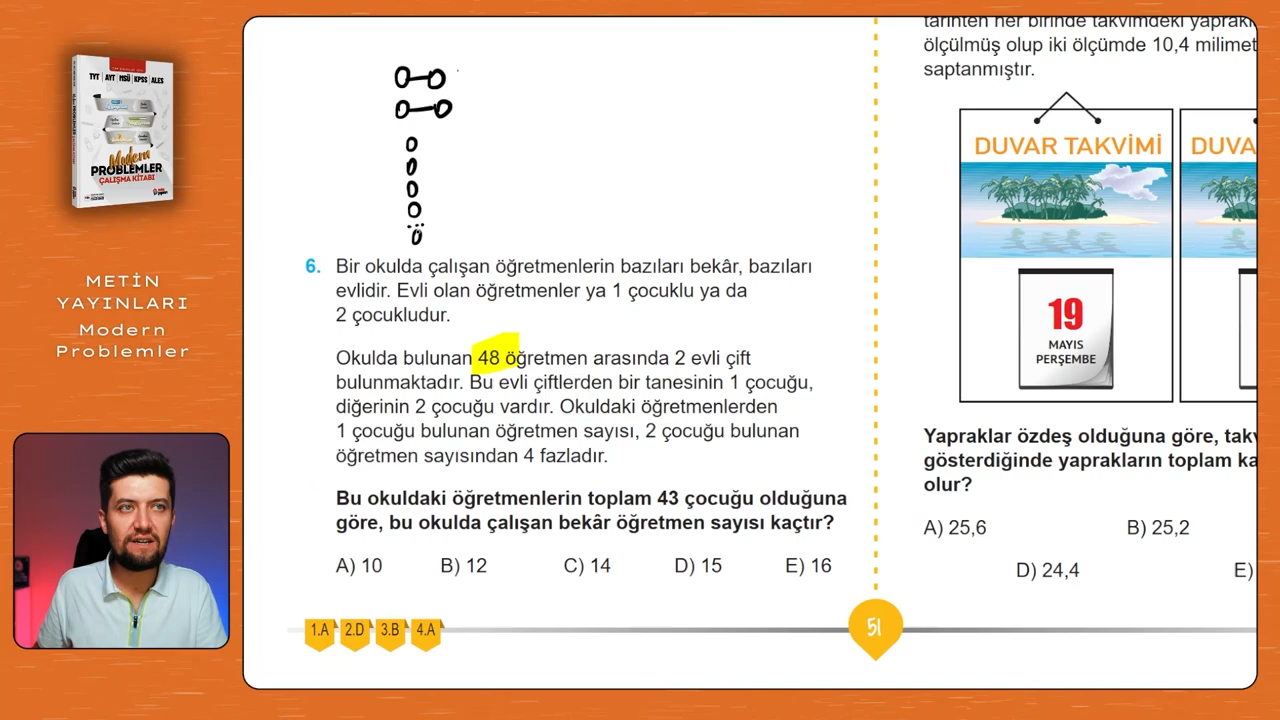 TYT AYT MSÜ KPSS ALES
Modern
PROBLEMLER
ÇALIŞMA KİTABI
METİN
YAYINLARI
Modern
Problemler
6. Bir okulda çalışan öğretmenlerin bazıları bekâr, bazıları
evlidir. Evli olan öğretmenler ya 1 çocuklu ya da
2 çocukludur.
Okulda bulunan 48 öğretmen arasında 2 evli çift
bulunmaktadır. Bu evli çiftlerden bir tanesinin 1 çocuğu,
diğerinin 2 çocuğu vardır. Okuldaki öğretmenlerden
1 çocuğu bulunan öğretmen sayısı, 2 çocuğu bulunan
öğretmen sayısından 4 fazladır.
Bu okuldaki öğretmenlerin toplam 43 çocuğu olduğuna
göre, bu okulda çalışan bekâr öğretmen sayısı kaçtır?
A) 10 B) 12 C) 14 D) 15 E) 16
1.A 2.D 3.B 4.A
51
tarihten her birinde takvimdeki yaprakl
ölçülmüş olup iki ölçümde 10,4 milimet
saptanmıştır.
DUVAR TAKVİMİ
DUVA
19
MAYIS
PERŞEMBE
Yapraklar özdeş olduğuna göre, takv
gösterdiğinde yaprakların toplam ka
olur?
A) 25,6 B) 25,2
D) 24,4 E)